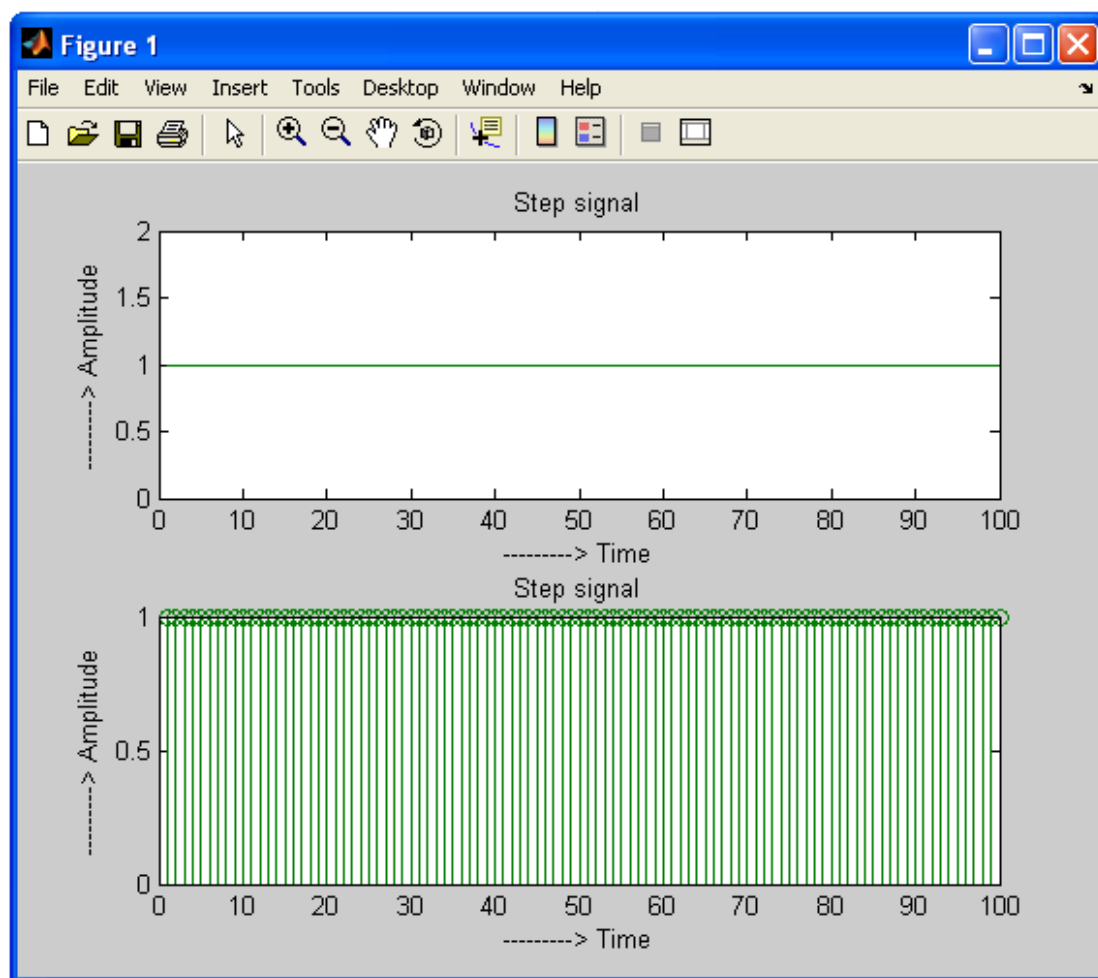 Figure 1
File Edit View Insert Tools Desktop Window Help
Step signal
2
1.5
1
0.5
0
--------> Amplitude
0 10 20 30 40 50 60 70 80 90 100
---------> Time
Step signal
1
0.5
0
---------> Amplitude
0 10 20 30 40 50 60 70 80 90 100
---------> Time